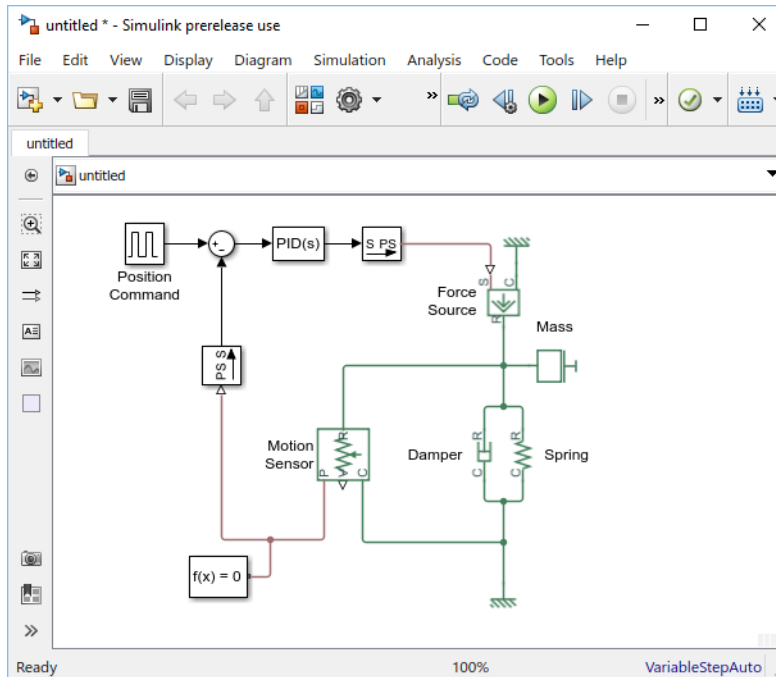 untitled * - Simulink prerelease use
File Edit View Display Diagram Simulation Analysis Code Tools Help
» »
untitled
untitled
Position
Command
+
−
PID(s)
S PS
Force
Source
S
C
R
Mass
PS S
Motion
Sensor
R
P
V
C
Damper
R
C
R
C
Spring
f(x) = 0
»
Ready 100% VariableStepAuto